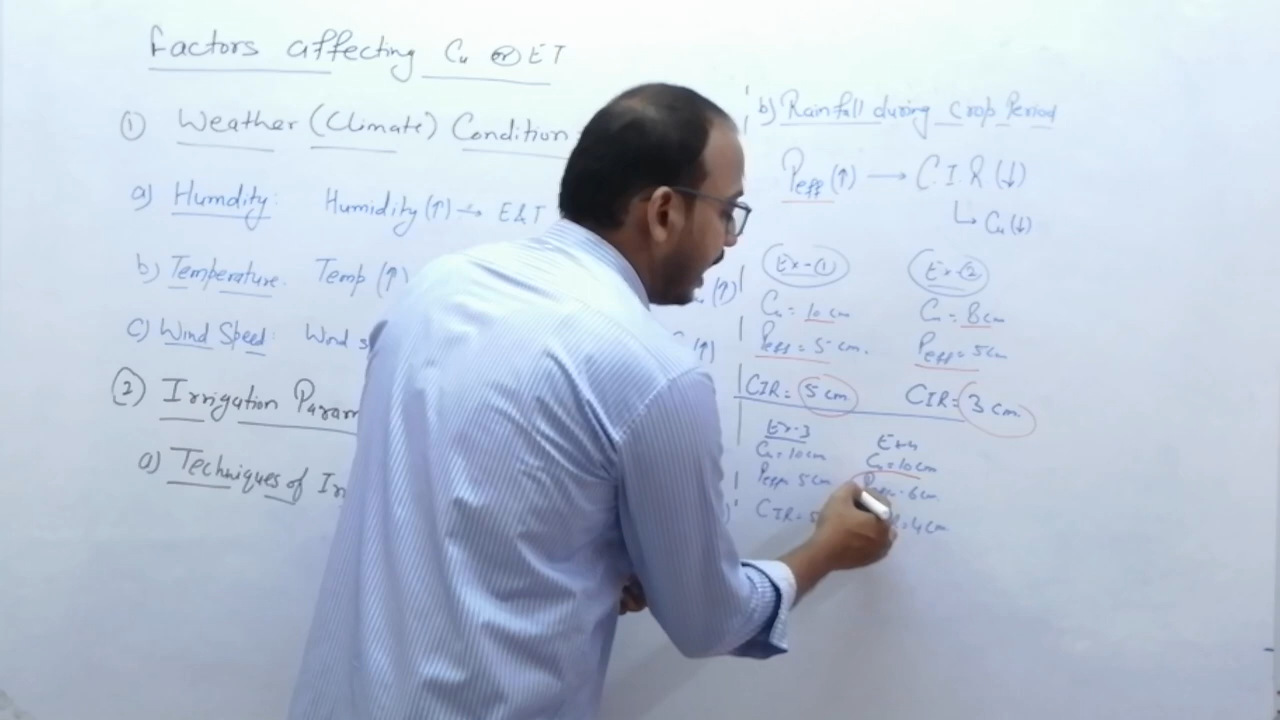 Factors affecting Cu or ET
① Weather (Climate) Condition
a) Humdity: Humidity (↑) → E&T
b) Temperature. Temp (↑)
u (↑)
c) Wind Speed: Wind s
(↑)
② Irrigation Param
a) Techniques of Ir
b) Rainfall during Crop Period
Peff (↑) → C.I.R (↓)
↳ Cu (↓)
Ex-① Ex-②
Cu = 10 cm Cu = 8 cm
Peff = 5 cm. Peff = 5 cm
CIR = 5 cm CIR = 3 cm.
Ex-3 Ex-4
Cu = 10 cm Cu = 10 cm
Peff = 5 cm Peff = 6 cm
CIR = 5 = 4 cm